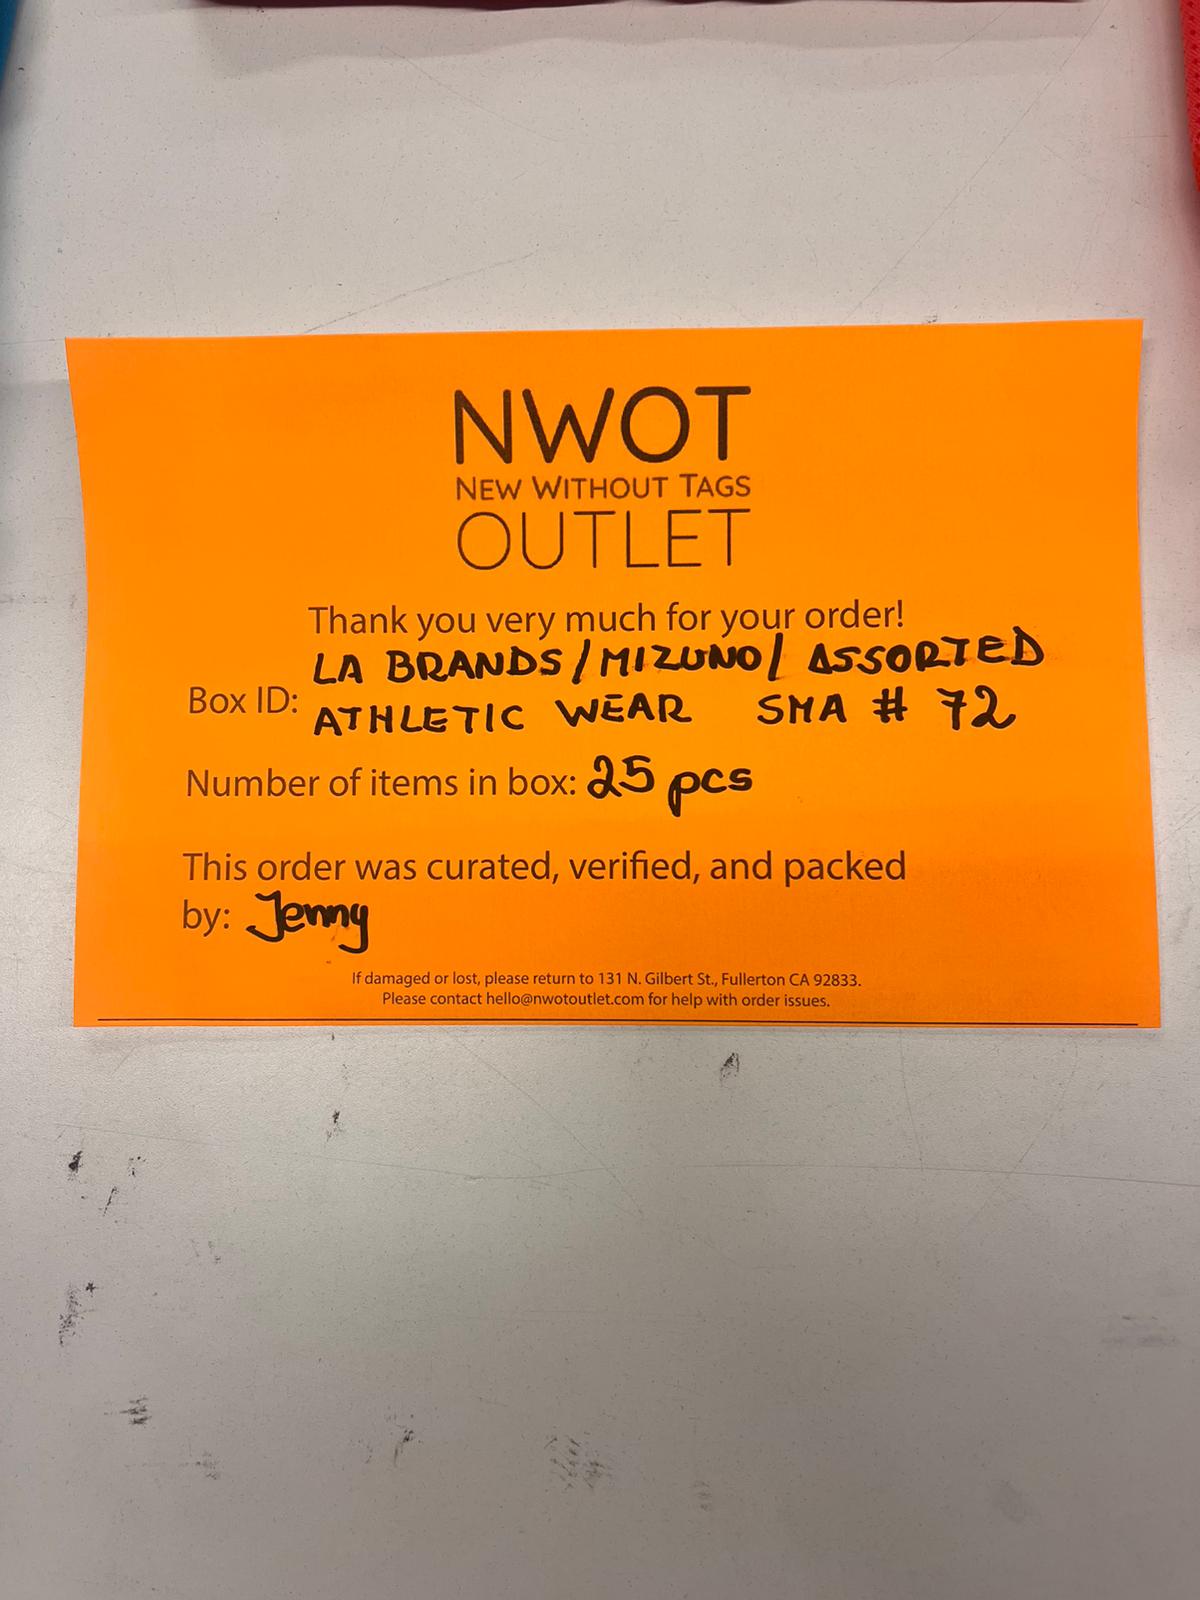 NWOT
NEW WITHOUT TAGS
OUTLET
Thank you very much for your order!
LA BRANDS/MIZUNO/ ASSORTED
Box ID: ATHLETIC WEAR SMA # 72
Number of items in box: 25 pcs
This order was curated, verified, and packed
by: Jenny
If damaged or lost, please return to 131 N. Gilbert St., Fullerton CA 92833.
Please contact hello@nwotoutlet.com for help with order issues.